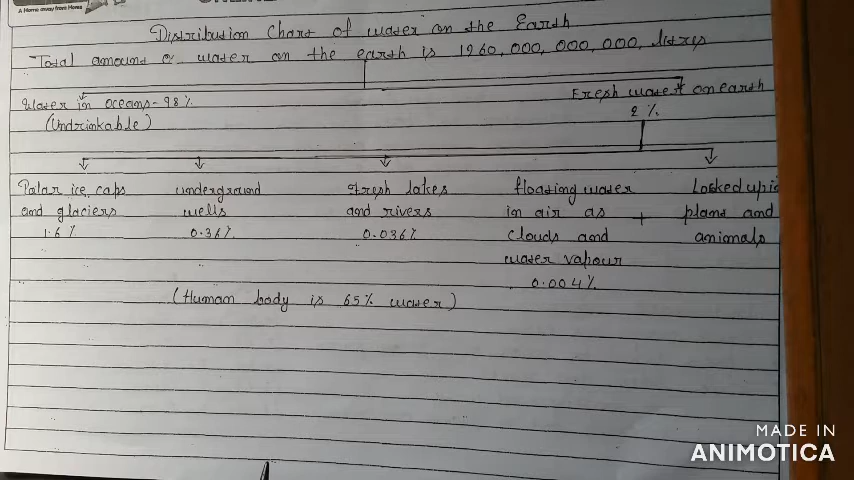 A Home away from Home
Distribution Chart of water on the Earth
Total amount of water on the earth is 1960,000,000,000, litres
Water in oceans - 98%
(Undrinkable)
Fresh water on earth
2%
Polar ice caps
and glaciers
1.6%
underground
wells
0.36%
fresh lakes
and rivers
0.036%
floating water
in air as
clouds and
water vapour
0.004%
+
Locked up in
plans and
animals
(Human body is 65% water)
MADE IN
ANIMOTICA